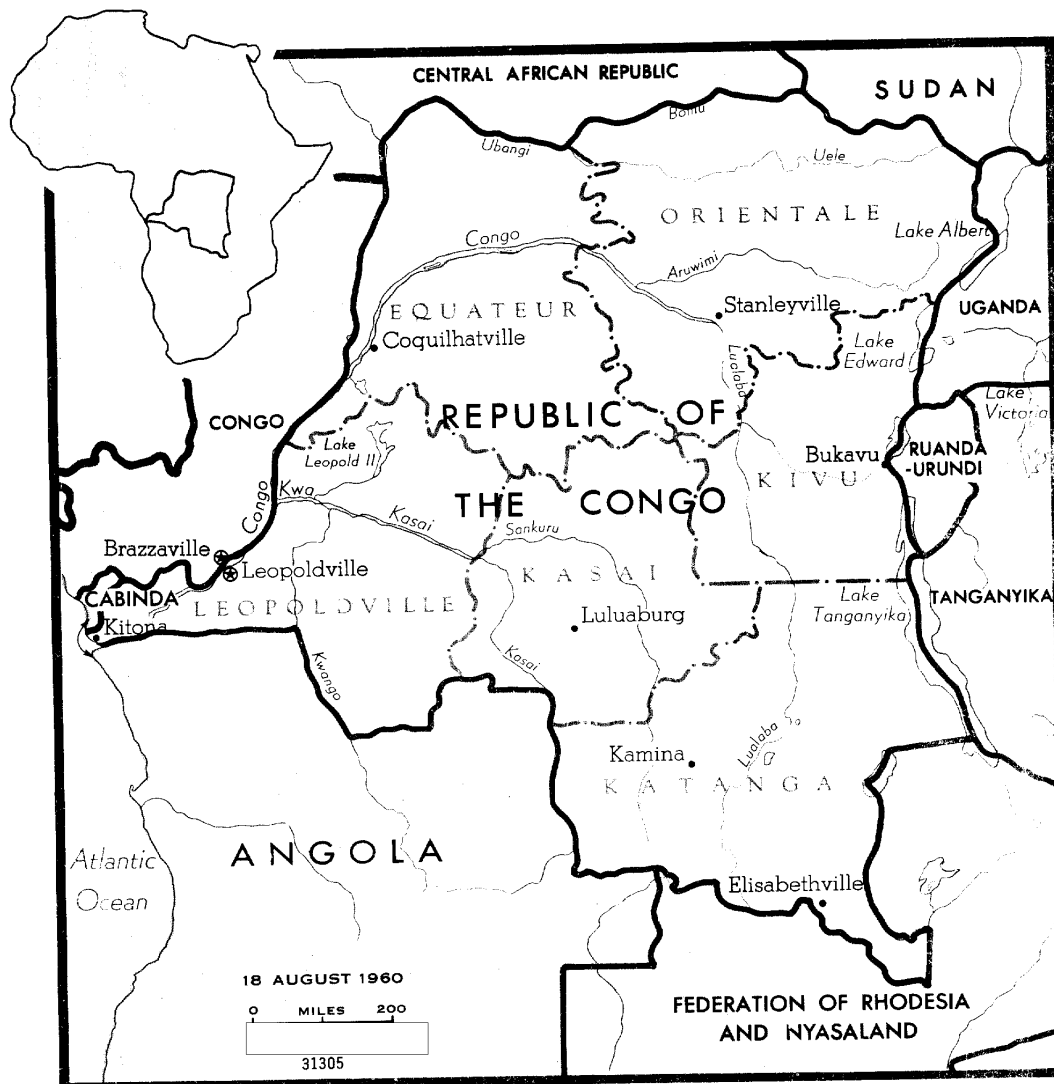 CENTRAL AFRICAN REPUBLIC
SUDAN
Bomu
Ubangi
Uele
ORIENTALE
Lake Albert
Congo
Aruwimi
EQUATEUR
Stanleyville
UGANDA
Coquilhatville
Lake
Edward
Lualaba
Lake
Victoria
CONGO
REPUBLIC OF
Lake
Leopold II
Bukavu
RUANDA
-URUNDI
KIVU
Kwa
THE CONGO
Congo
Kasai
Sankuru
Brazzaville
Leopoldville
KASAI
CABINDA
LEOPOLDVILLE
Lake
Tanganyika
TANGANYIKA
Kitona
Luluaburg
Kwango
Kasai
Lualaba
Kamina
KATANGA
ANGOLA
Atlantic
Ocean
Elisabethville
18 AUGUST 1960
0 MILES 200
31305
FEDERATION OF RHODESIA
AND NYASALAND